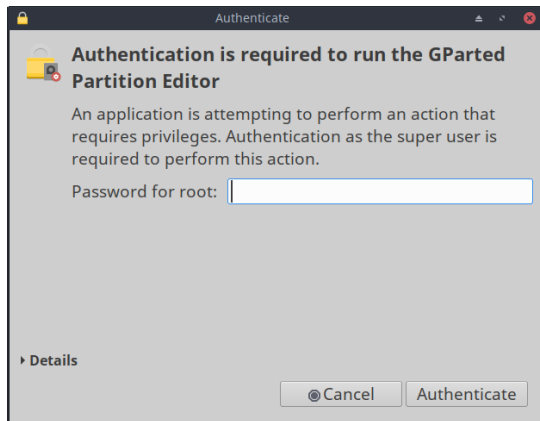 Authenticate
Authentication is required to run the GParted
Partition Editor
An application is attempting to perform an action that
requires privileges. Authentication as the super user is
required to perform this action.
Password for root:
Details
Cancel
Authenticate